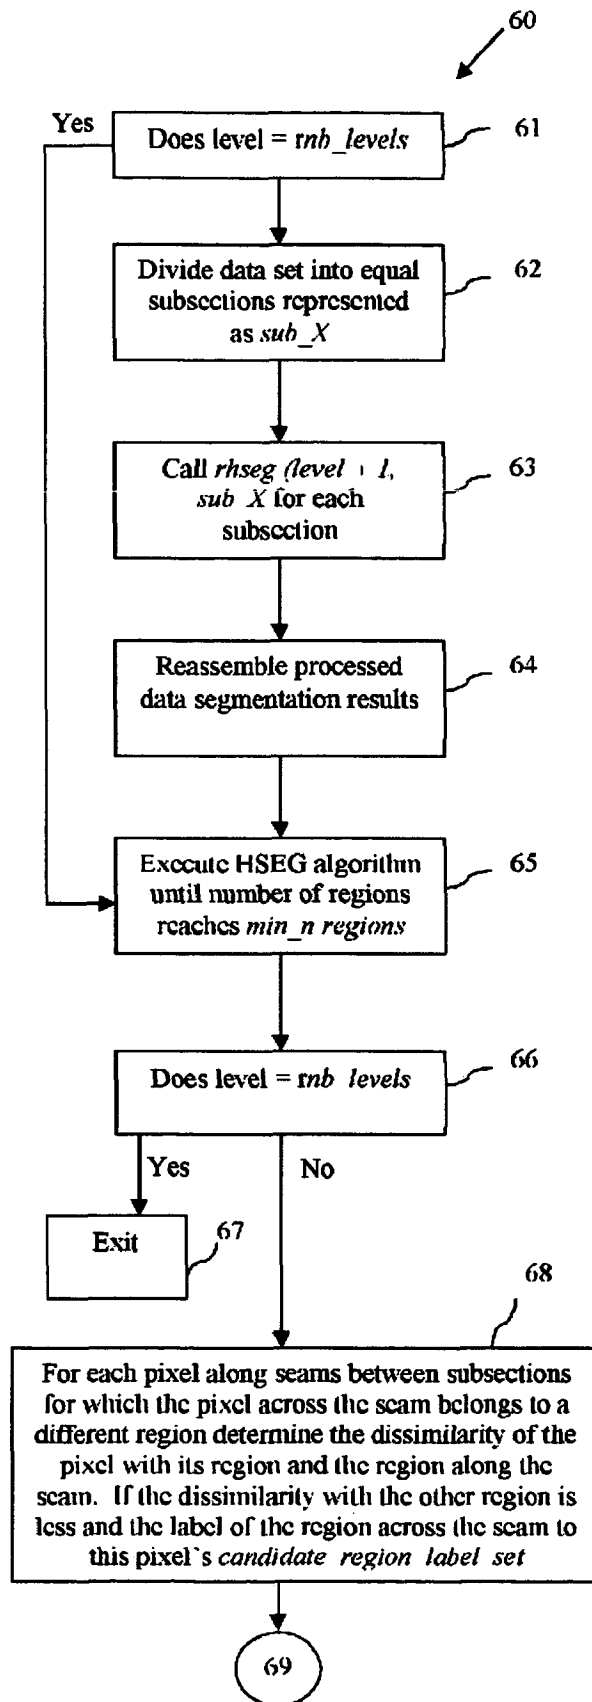 60
Yes
Does level = rnb_levels
61
Divide data set into equal
subsections represented
as sub_X
62
Call rhseg (level + 1,
sub_X for each
subsection
63
Reassemble processed
data segmentation results
64
Execute HSEG algorithm
until number of regions
reaches min_n regions
65
Does level = rnb levels
66
Yes
No
Exit
67
68
For each pixel along seams between subsections
for which the pixel across the seam belongs to a
different region determine the dissimilarity of the
pixel with its region and the region along the
seam. If the dissimilarity with the other region is
less and the label of the region across the seam to
this pixel's candidate region label set
69